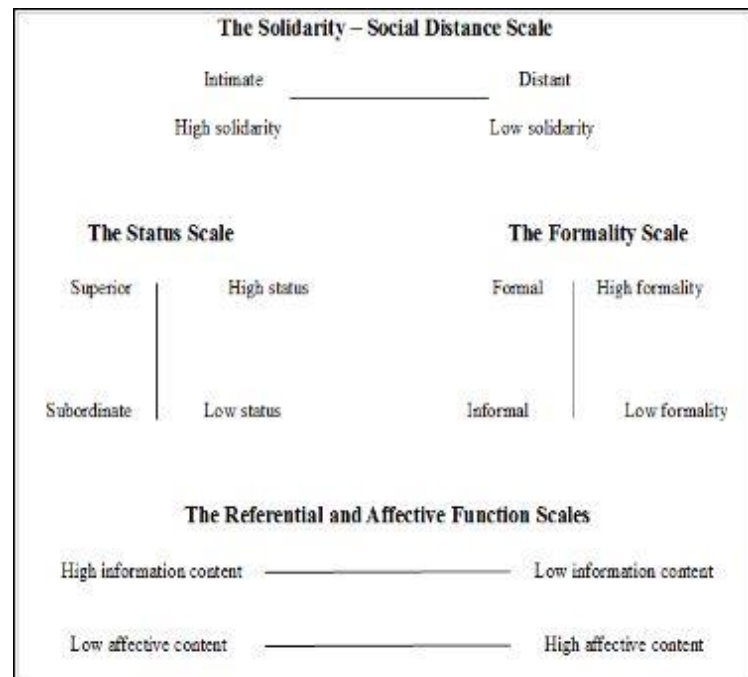 The Solidarity – Social Distance Scale
Intimate Distant
High solidarity Low solidarity
The Status Scale The Formality Scale
Superior High status Formal High formality
Subordinate Low status Informal Low formality
The Referential and Affective Function Scales
High information content Low information content
Low affective content High affective content